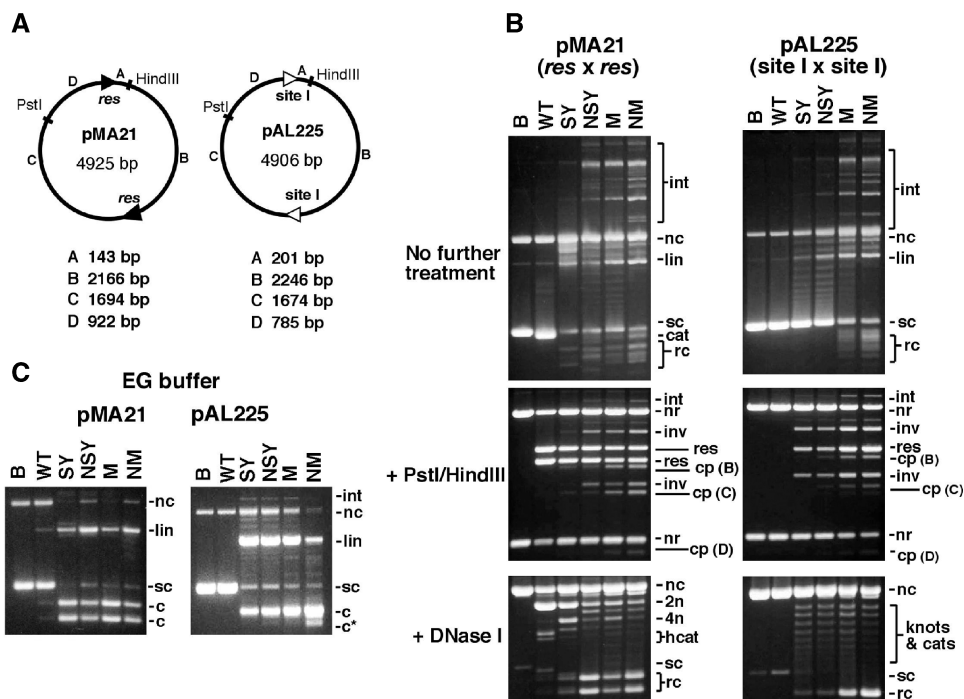 A
D
A
HindIII
res
PstI
pMA21
4925 bp
C
B
res
A 143 bp
B 2166 bp
C 1694 bp
D 922 bp
D
A
HindIII
site I
PstI
pAL225
4906 bp
C
B
site I
A 201 bp
B 2246 bp
C 1674 bp
D 785 bp
B
pMA21
(res x res)
B WT SY NSY M NM
pAL225
(site I x site I)
B WT SY NSY M NM
No further
treatment
int
-nc
-lin
-sc
-cat
rc
int
-nc
-lin
-sc
rc
+ PstI/HindIII
-int
-nr
-inv
res
-res
cp (B)
-inv
cp (C)
-nr
cp (D)
-int
-nr
-inv
-res
cp (B)
-inv
cp (C)
-nr
-cp (D)
+ DNase I
-nc
-2n
-4n
hcat
-sc
rc
-nc
knots
& cats
-sc
-rc
C
EG buffer
pMA21
B WT SY NSY M NM
-nc
-lin
-sc
-c
-c
pAL225
B WT SY NSY M NM
-int
-nc
-lin
-sc
-c
-c*